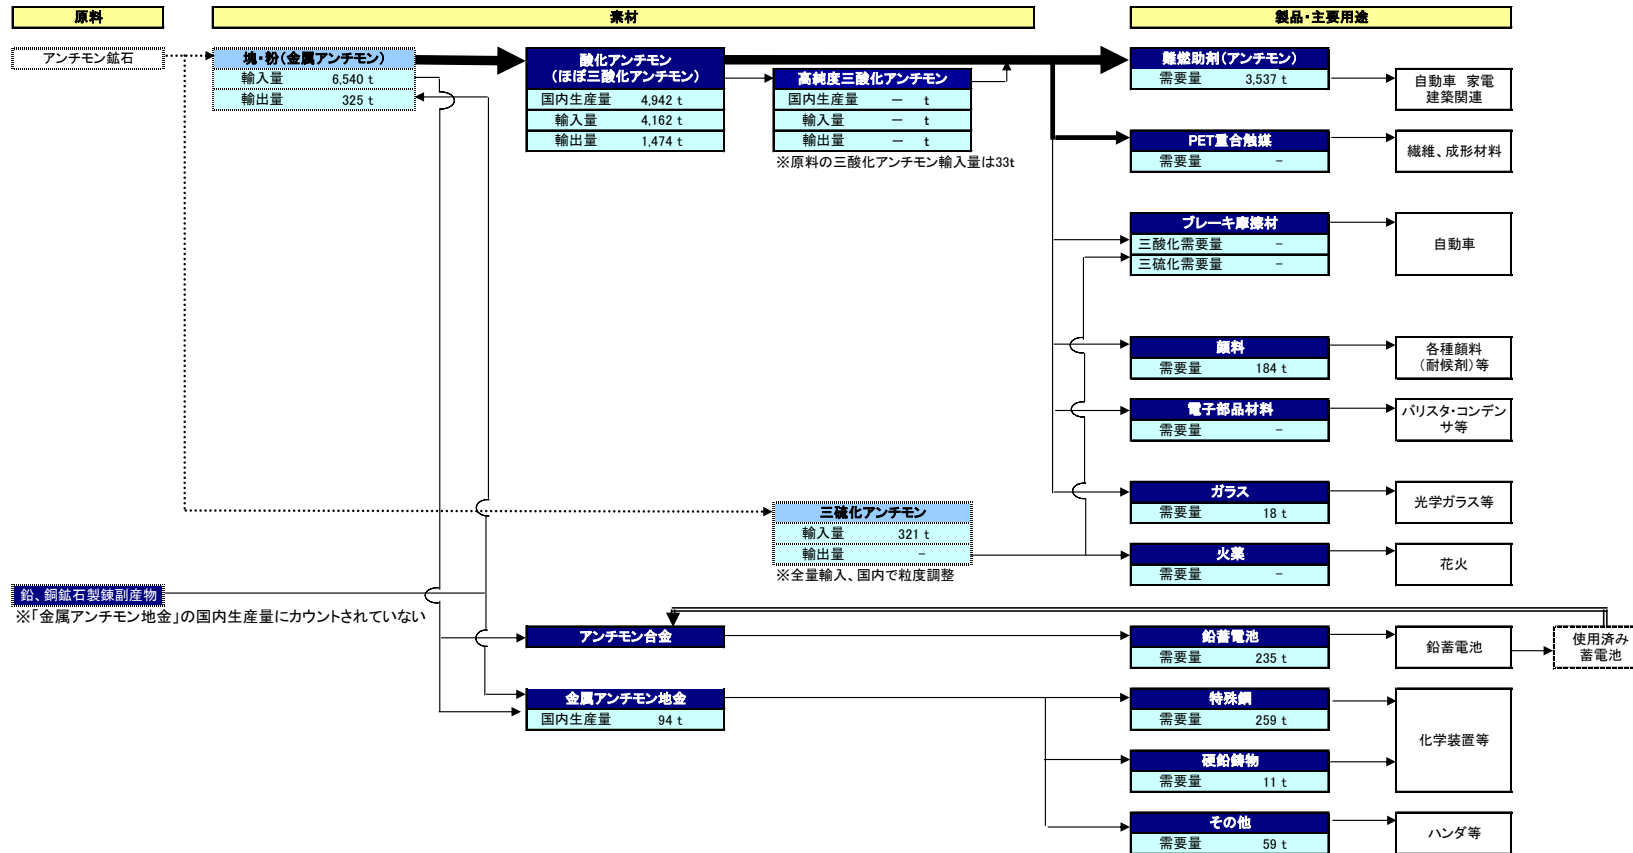 原料
素材
製品・主要用途
アンチモン鉱石
塊・粉(金属アンチモン)
輸入量 6,540 t
輸出量 325 t
酸化アンチモン
(ほぼ三酸化アンチモン)
国内生産量 4,942 t
輸入量 4,162 t
輸出量 1,474 t
高純度三酸化アンチモン
国内生産量 － t
輸入量 － t
輸出量 － t
※原料の三酸化アンチモン輸入量は33t
難燃助剤(アンチモン)
需要量 3,537 t
自動車 家電
建築関連
PET重合触媒
需要量 -
繊維、成形材料
ブレーキ摩擦材
三酸化需要量 -
三硫化需要量 -
自動車
顔料
需要量 184 t
各種顔料
(耐候剤)等
電子部品材料
需要量 -
バリスタ・コンデン
サ等
ガラス
需要量 18 t
光学ガラス等
三硫化アンチモン
輸入量 321 t
輸出量 -
※全量輸入、国内で粒度調整
火薬
需要量 -
花火
鉛、銅鉱石製錬副産物
※「金属アンチモン地金」の国内生産量にカウントされていない
アンチモン合金
鉛蓄電池
需要量 235 t
鉛蓄電池
使用済み
蓄電池
金属アンチモン地金
国内生産量 94 t
特殊鋼
需要量 259 t
化学装置等
硬鉛鋳物
需要量 11 t
その他
需要量 59 t
ハンダ等